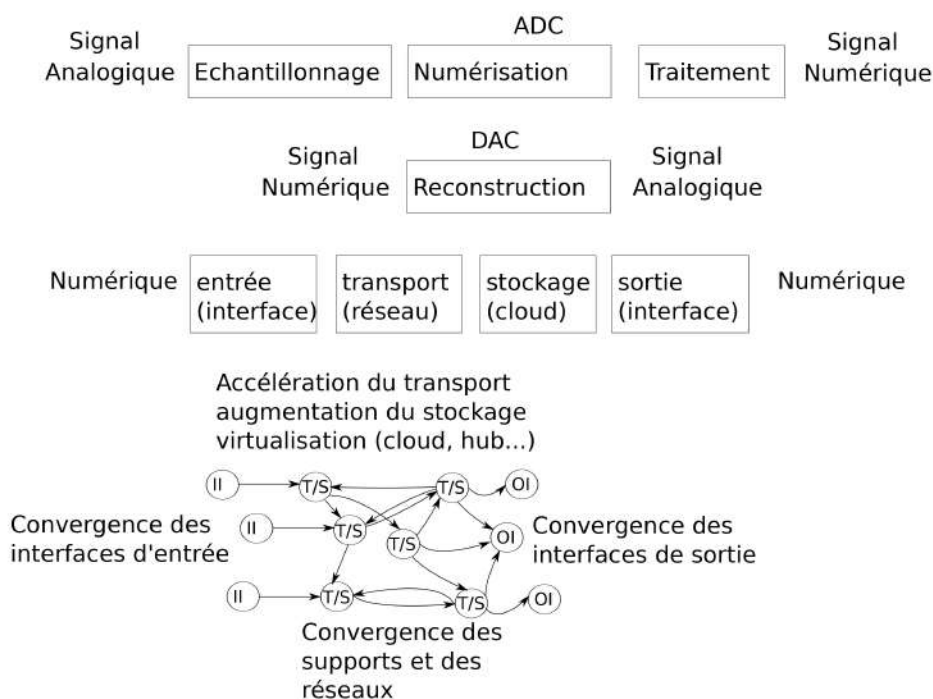 ADC
Signal
Analogique
Echantillonnage
Numérisation
Traitement
Signal
Numérique
DAC
Signal
Numérique
Reconstruction
Signal
Analogique
Numérique
entrée
(interface)
transport
(réseau)
stockage
(cloud)
sortie
(interface)
Numérique
Accélération du transport
augmentation du stockage
virtualisation (cloud, hub...)
II
T/S
T/S
OI
Convergence des
interfaces d'entrée
II
T/S
T/S
OI
Convergence des
interfaces de sortie
II
T/S
T/S
OI
Convergence des
supports et des
réseaux